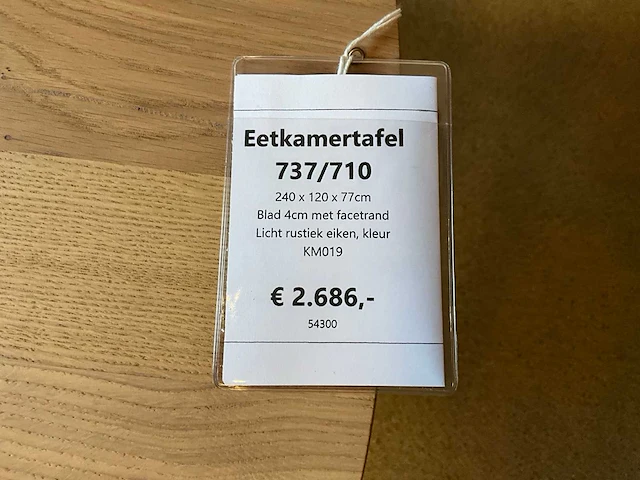 Eetkamertafel
737/710
240 x 120 x 77cm
Blad 4cm met facetrand
Licht rustiek eiken, kleur
KM019
€ 2.686,-
54300